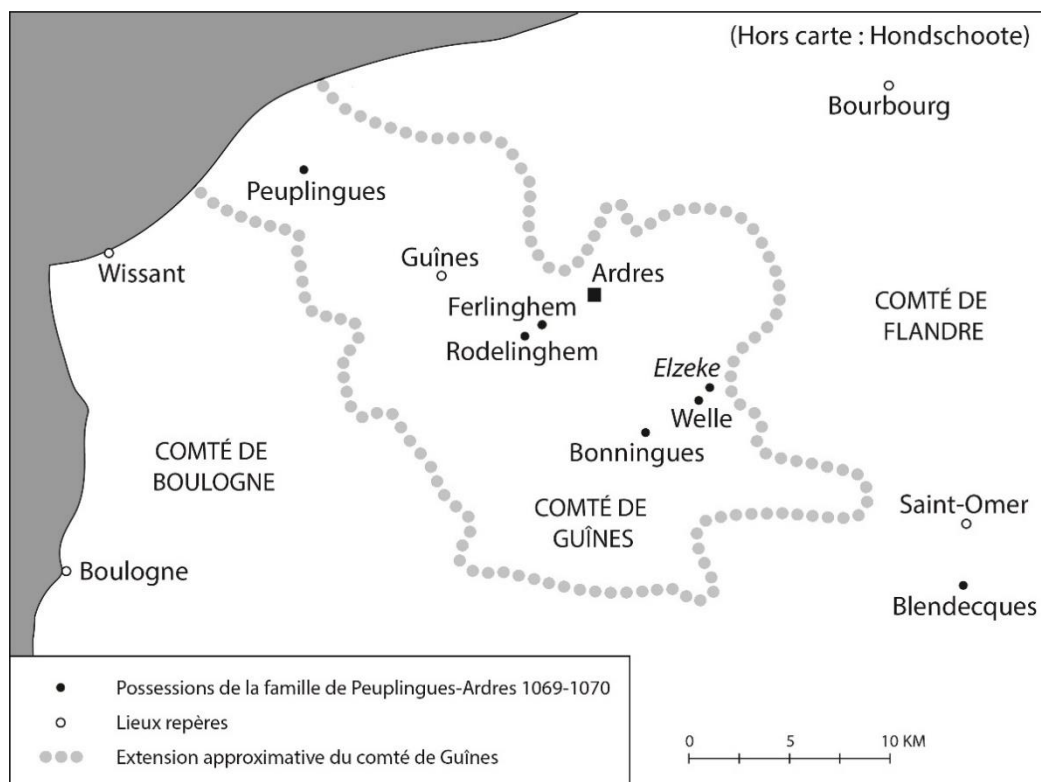 (Hors carte : Hondschoote)
Bourbourg
Peuplingues
Wissant
Guînes
Ardres
Ferlinghem
Rodelinghem
COMTÉ DE
FLANDRE
Elzeke
Welle
Bonningues
COMTÉ DE
BOULOGNE
COMTÉ DE
GUÎNES
Saint-Omer
Boulogne
Blendecques
Possessions de la famille de Peuplingues-Ardres 1069-1070
Lieux repères
Extension approximative du comté de Guînes
0 5 10 KM